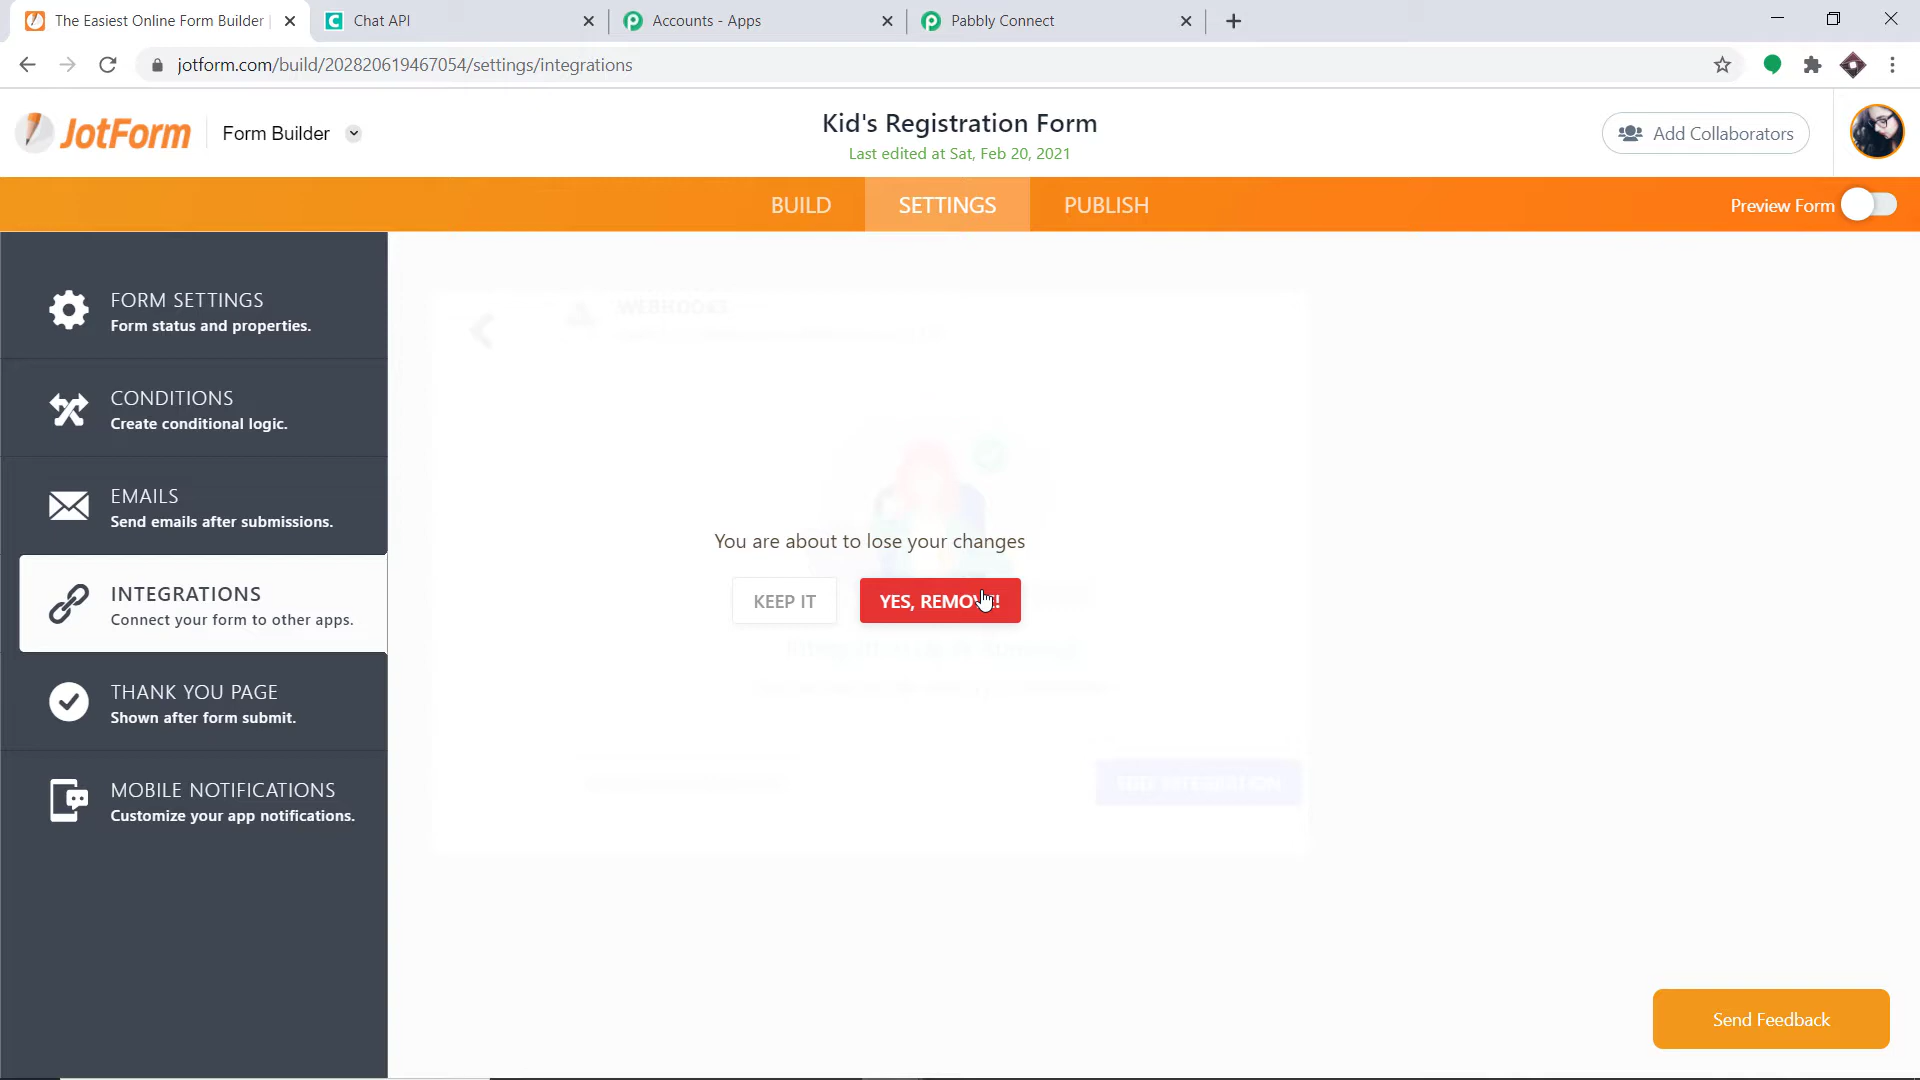 The Easiest Online Form Builder
Chat API
Accounts - Apps
Pabbly Connect
jotform.com/build/202820619467054/settings/integrations
JotForm
Form Builder
Kid's Registration Form
Last edited at Sat, Feb 20, 2021
Add Collaborators
BUILD
SETTINGS
PUBLISH
Preview Form
FORM SETTINGS
Form status and properties.
CONDITIONS
Create conditional logic.
EMAILS
Send emails after submissions.
INTEGRATIONS
Connect your form to other apps.
THANK YOU PAGE
Shown after form submit.
MOBILE NOTIFICATIONS
Customize your app notifications.
WEBHOOKS
You are about to lose your changes
KEEP IT
YES, REMOVE!
Send Feedback